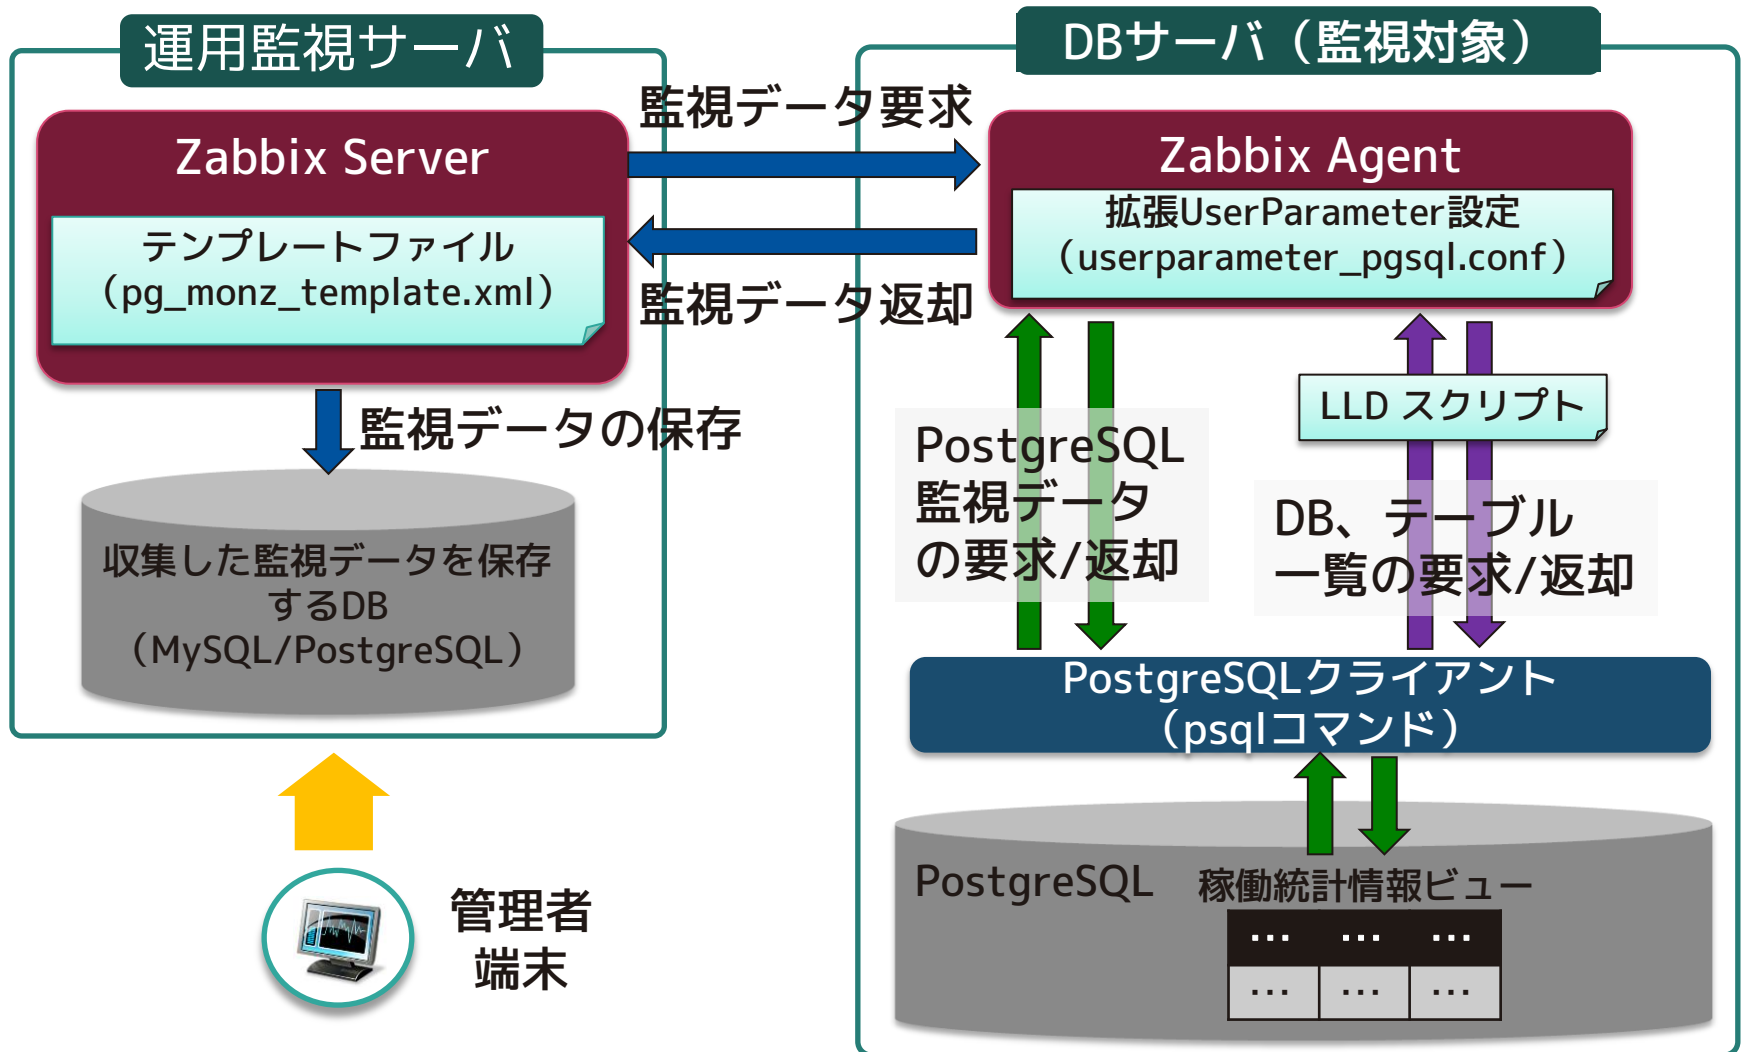 運用監視サーバ
Zabbix Server
テンプレートファイル
（pg_monz_template.xml）
監視データの保存
収集した監視データを保存
するDB
（MySQL/PostgreSQL）
管理者
端末
監視データ要求
監視データ返却
DBサーバ（監視対象）
Zabbix Agent
拡張UserParameter設定
（userparameter_pgsql.conf）
PostgreSQL
監視データ
の要求/返却
LLD スクリプト
DB、テーブル
一覧の要求/返却
PostgreSQLクライアント
（psqlコマンド）
PostgreSQL
稼働統計情報ビュー
… … …
… … …